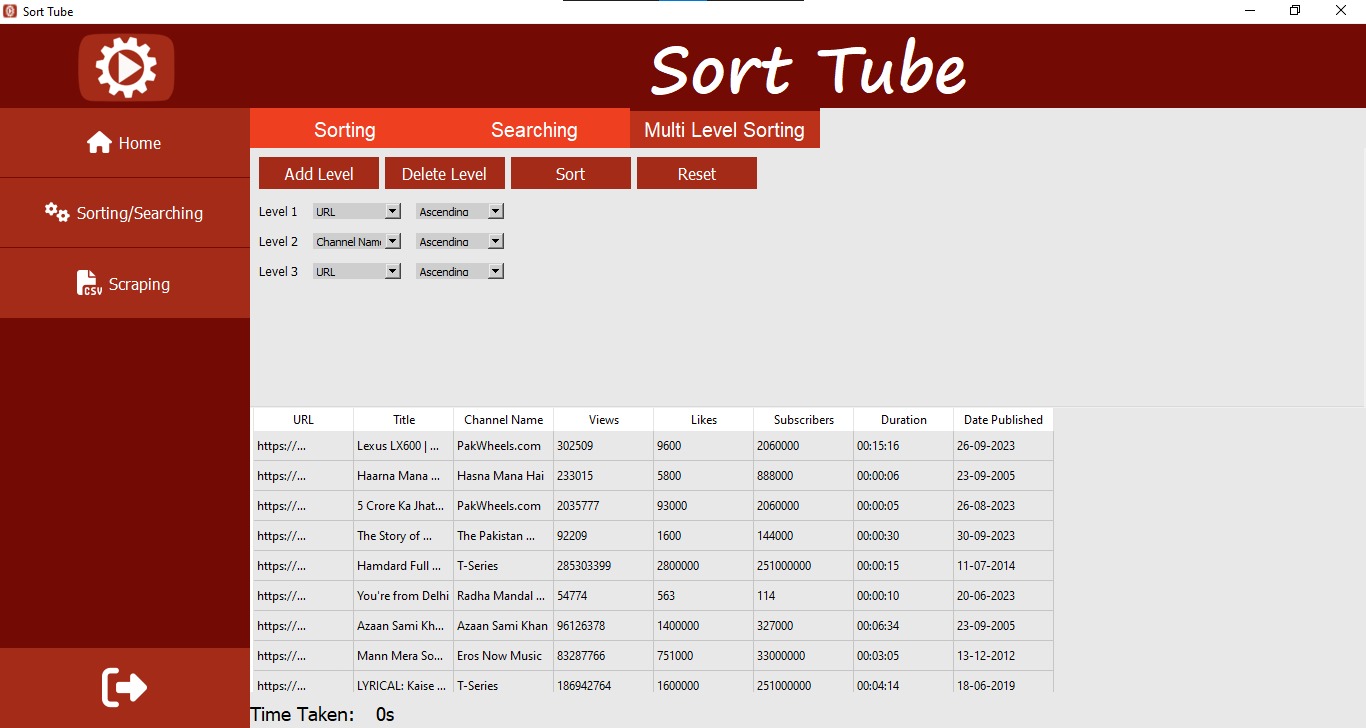 Sort Tube
Sort Tube
Home
Sorting/Searching
CSV Scraping
Sorting Searching Multi Level Sorting
Add Level Delete Level Sort Reset
Level 1 URL Ascending
Level 2 Channel Nam Ascending
Level 3 URL Ascending
URL Title Channel Name Views Likes Subscribers Duration Date Published
https://... Lexus LX600 | ... PakWheels.com 302509 9600 2060000 00:15:16 26-09-2023
https://... Haarna Mana ... Hasna Mana Hai 233015 5800 888000 00:00:06 23-09-2005
https://... 5 Crore Ka Jhat... PakWheels.com 2035777 93000 2060000 00:00:05 26-08-2023
https://... The Story of ... The Pakistan ... 92209 1600 144000 00:00:30 30-09-2023
https://... Hamdard Full ... T-Series 285303399 2800000 251000000 00:00:15 11-07-2014
https://... You're from Delhi Radha Mandal ... 54774 563 114 00:00:10 20-06-2023
https://... Azaan Sami Kh... Azaan Sami Khan 96126378 1400000 327000 00:06:34 23-09-2005
https://... Mann Mera So... Eros Now Music 83287766 751000 33000000 00:03:05 13-12-2012
https://... LYRICAL: Kaise ... T-Series 186942764 1600000 251000000 00:04:14 18-06-2019
Time Taken: 0s